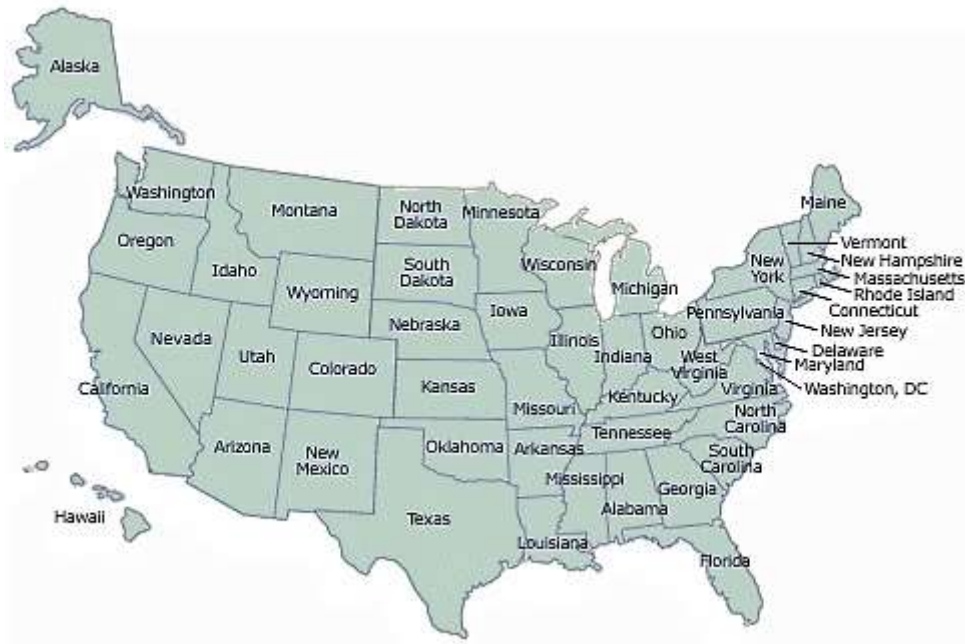 Alaska
Washington
Montana
North
Dakota
Minnesota
Maine
Oregon
Idaho
Wyoming
South
Dakota
Wisconsin
Michigan
New
York
Vermont
New Hampshire
Massachusetts
Rhode Island
Connecticut
Nevada
Utah
Colorado
Nebraska
Iowa
Illinois
Indiana
Ohio
Pennsylvania
New Jersey
Delaware
Maryland
Washington, DC
California
Kansas
Missouri
Kentucky
West
Virginia
Virginia
Arizona
New
Mexico
Oklahoma
Arkansas
Tennessee
North
Carolina
South
Carolina
Hawaii
Texas
Louisiana
Mississippi
Alabama
Georgia
Florida